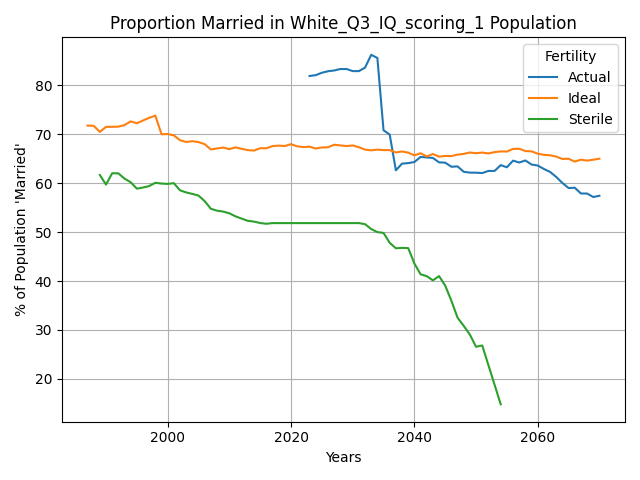 Proportion Married in White_Q3_IQ_scoring_1 Population
% of Population 'Married'
80
70
60
50
40
30
20
Fertility
Actual
Ideal
Sterile
2000
2020
2040
2060
Years